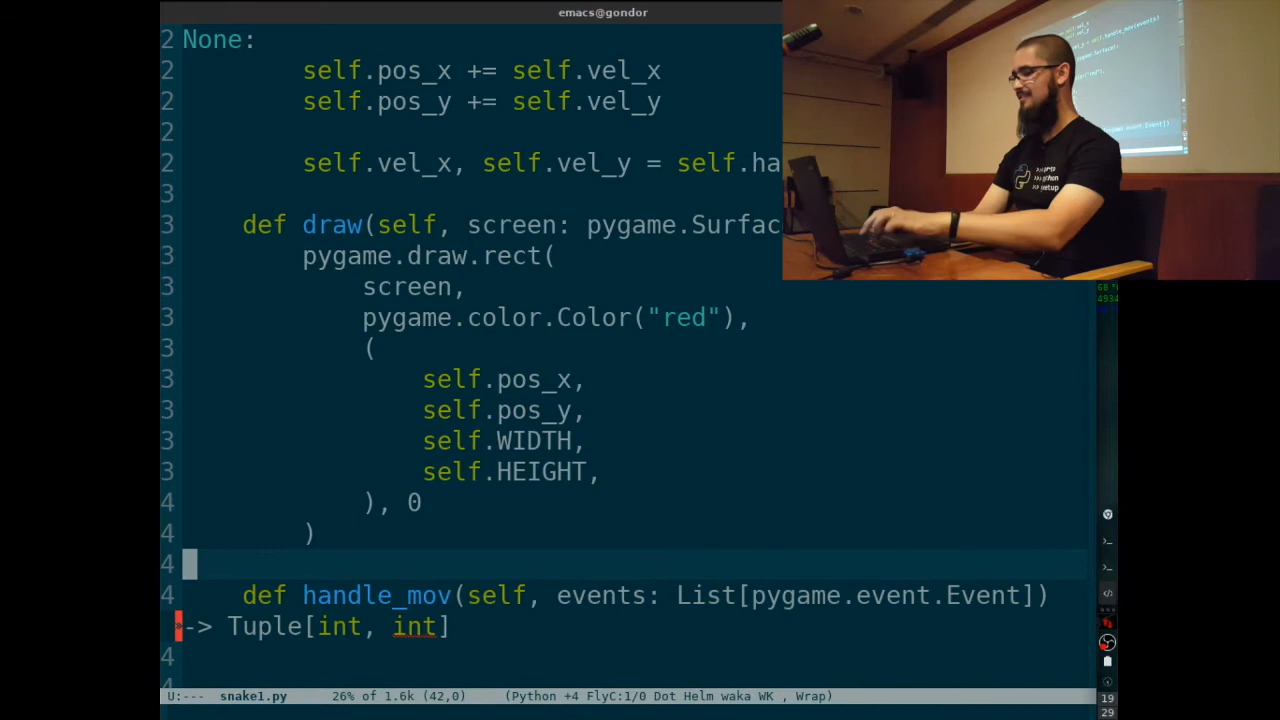 emacs@gondor
2 None:
2 self.pos_x += self.vel_x
2 self.pos_y += self.vel_y
2
2 self.vel_x, self.vel_y = self.ha
3
3 def draw(self, screen: pygame.Surfac
3 pygame.draw.rect(
3 screen,
3 pygame.color.Color("red"),
3 (
3 self.pos_x,
3 self.pos_y,
3 self.WIDTH,
3 self.HEIGHT,
4 ), 0
4 )
4
4 def handle_mov(self, events: List[pygame.event.Event])
-> Tuple[int, int]
4
4
U:--- snake1.py 26% of 1.6k (42,0) (Python +4 FlyC:1/0 Dot Helm waka WK , Wrap)
python
19
29